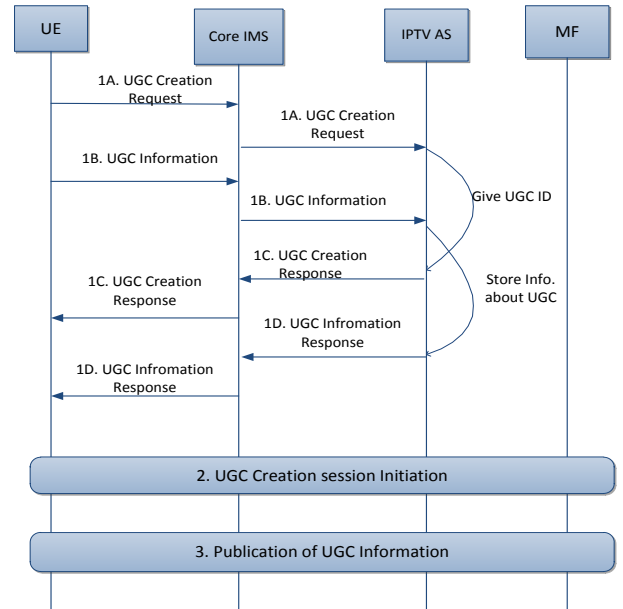 UE
Core IMS
IPTV AS
MF
1A. UGC Creation
Request
1A. UGC Creation
Request
1B. UGC Information
1B. UGC Information
Give UGC ID
1C. UGC Creation
Response
1C. UGC Creation
Response
Store Info.
about UGC
1D. UGC Infromation
Response
1D. UGC Infromation
Response
2. UGC Creation session Initiation
3. Publication of UGC Information